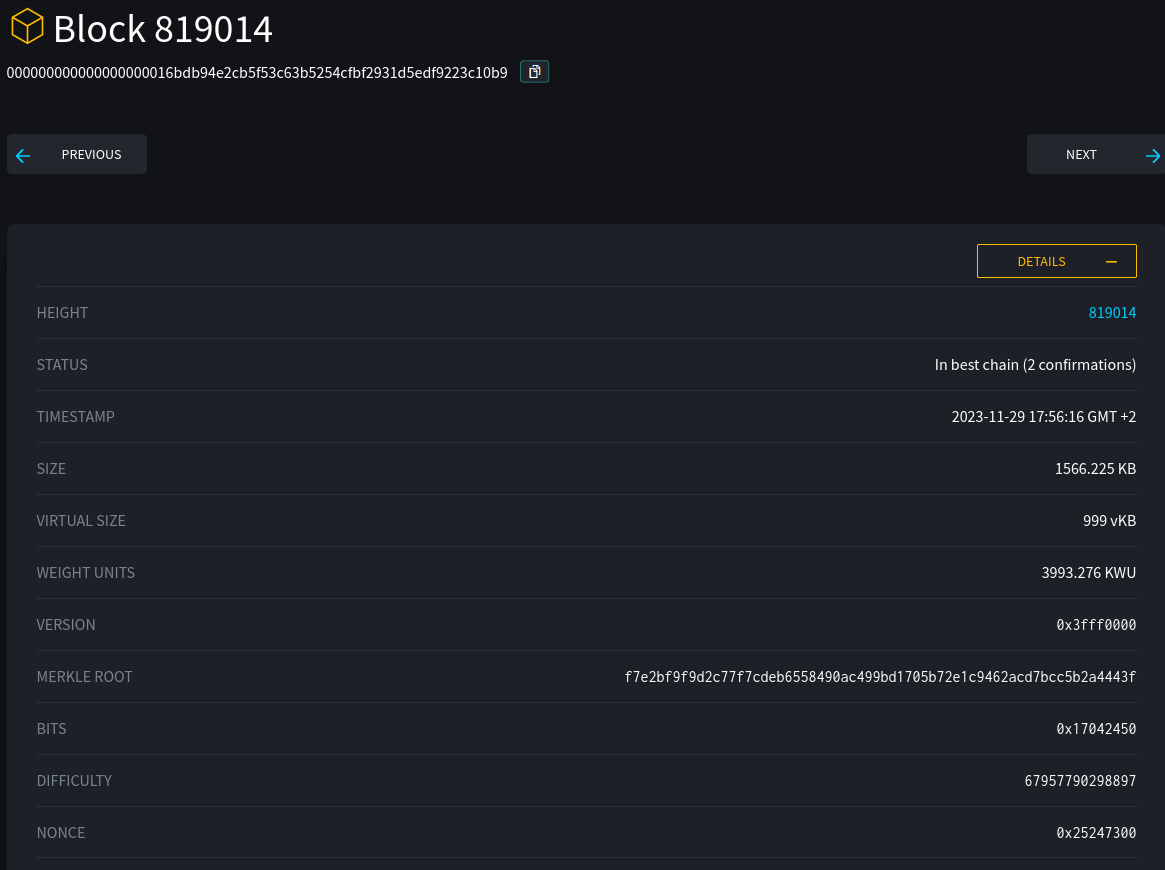 Block 819014
00000000000000000016bdb94e2cb5f53c63b5254cfbf2931d5edf9223c10b9
PREVIOUS
NEXT
DETAILS
HEIGHT 819014
STATUS In best chain (2 confirmations)
TIMESTAMP 2023-11-29 17:56:16 GMT +2
SIZE 1566.225 KB
VIRTUAL SIZE 999 vKB
WEIGHT UNITS 3993.276 KWU
VERSION 0x3fff0000
MERKLE ROOT f7e2bf9f9d2c77f7cdeb6558490ac499bd1705b72e1c9462acd7bcc5b2a4443f
BITS 0x17042450
DIFFICULTY 67957790298897
NONCE 0x25247300